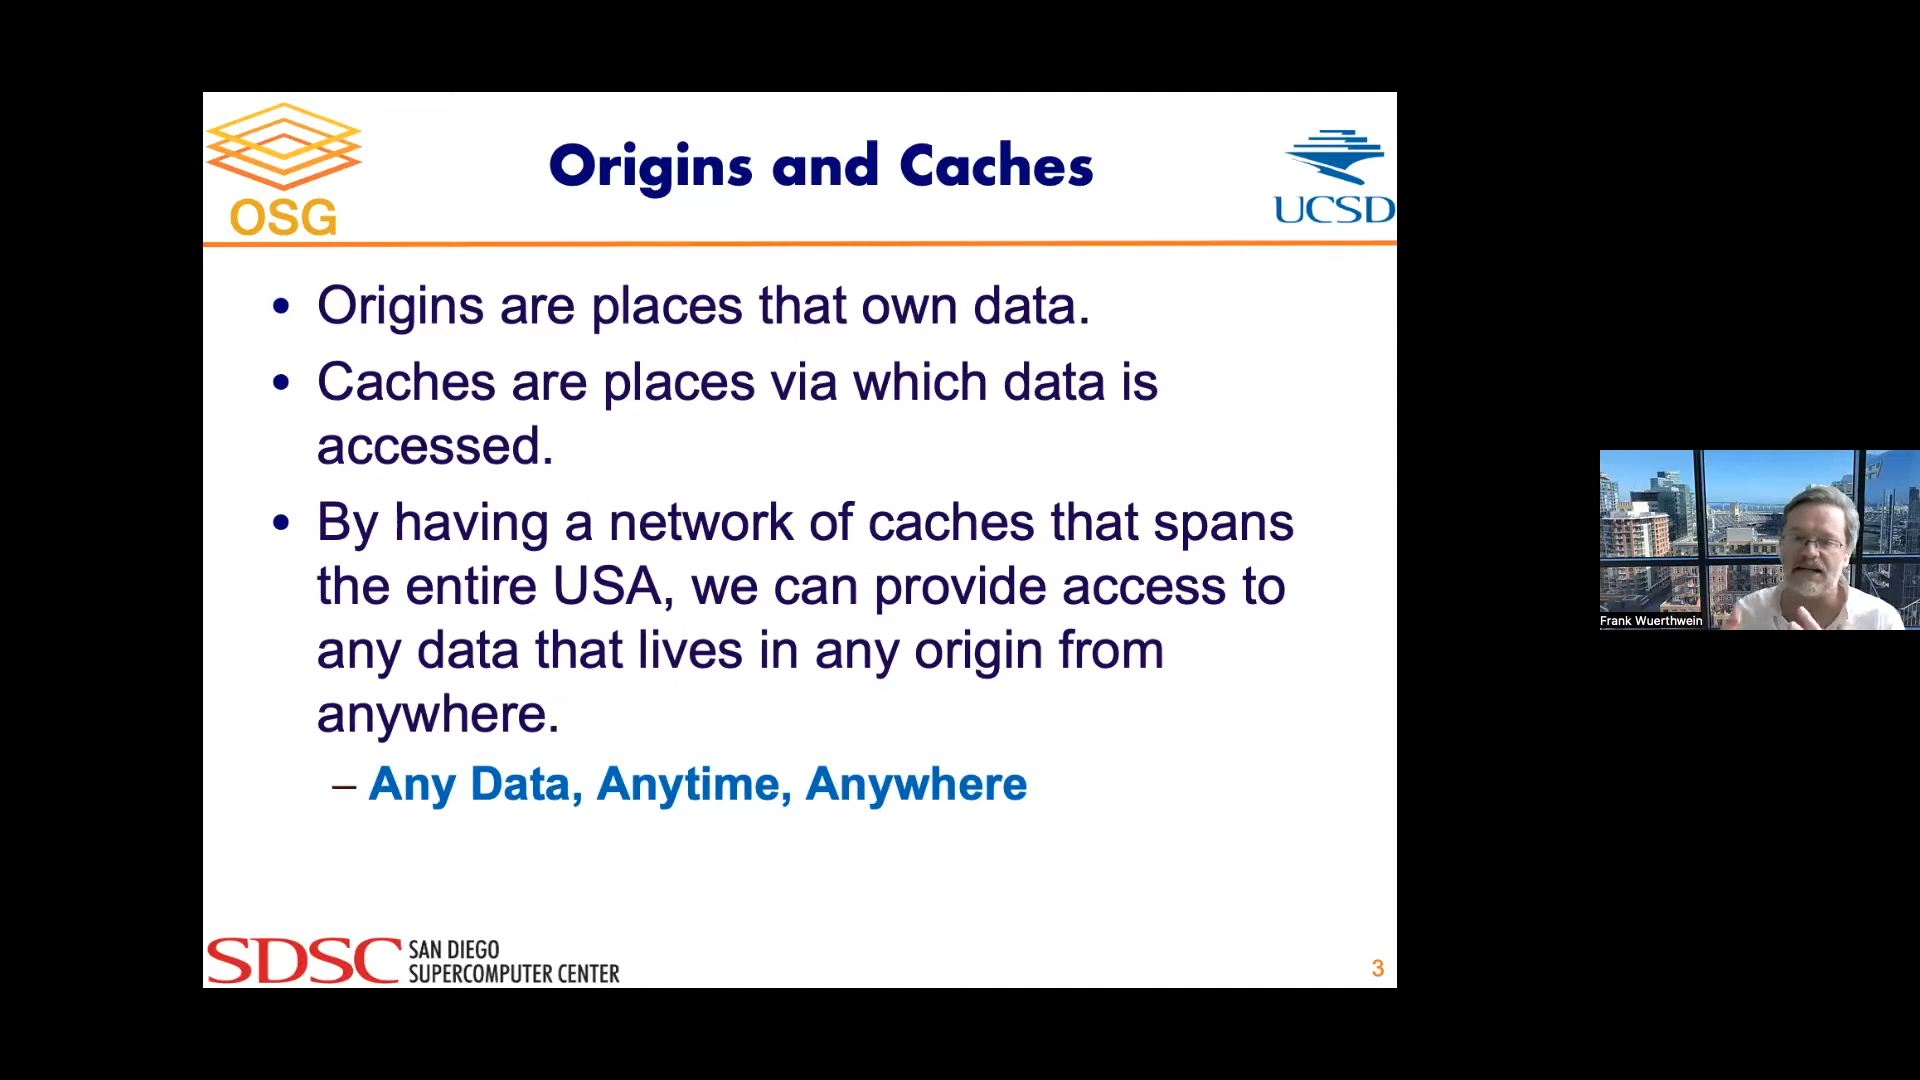 Origins and Caches
OSG
UCSD
• Origins are places that own data.
• Caches are places via which data is
accessed.
• By having a network of caches that spans
the entire USA, we can provide access to
any data that lives in any origin from
anywhere.
– Any Data, Anytime, Anywhere
Frank Wuerthwein
SDSC SAN DIEGO
SUPERCOMPUTER CENTER
3